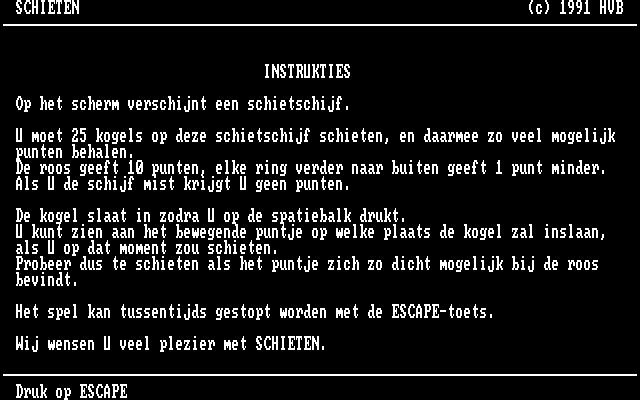 SCHIETEN (c) 1991 HVB
INSTRUKTIES
Op het scherm verschijnt een schietschijf.
U moet 25 kogels op deze schietschijf schieten, en daarmee zo veel mogelijk
punten behalen.
De roos geeft 10 punten, elke ring verder naar buiten geeft 1 punt minder.
Als U de schijf mist krijgt U geen punten.
De kogel slaat in zodra U op de spatiebalk drukt.
U kunt zien aan het bewegende puntje op welke plaats de kogel zal inslaan,
als U op dat moment zou schieten.
Probeer dus te schieten als het puntje zich zo dicht mogelijk bij de roos
bevindt.
Het spel kan tussentijds gestopt worden met de ESCAPE-toets.
Wij wensen U veel plezier met SCHIETEN.
Druk op ESCAPE